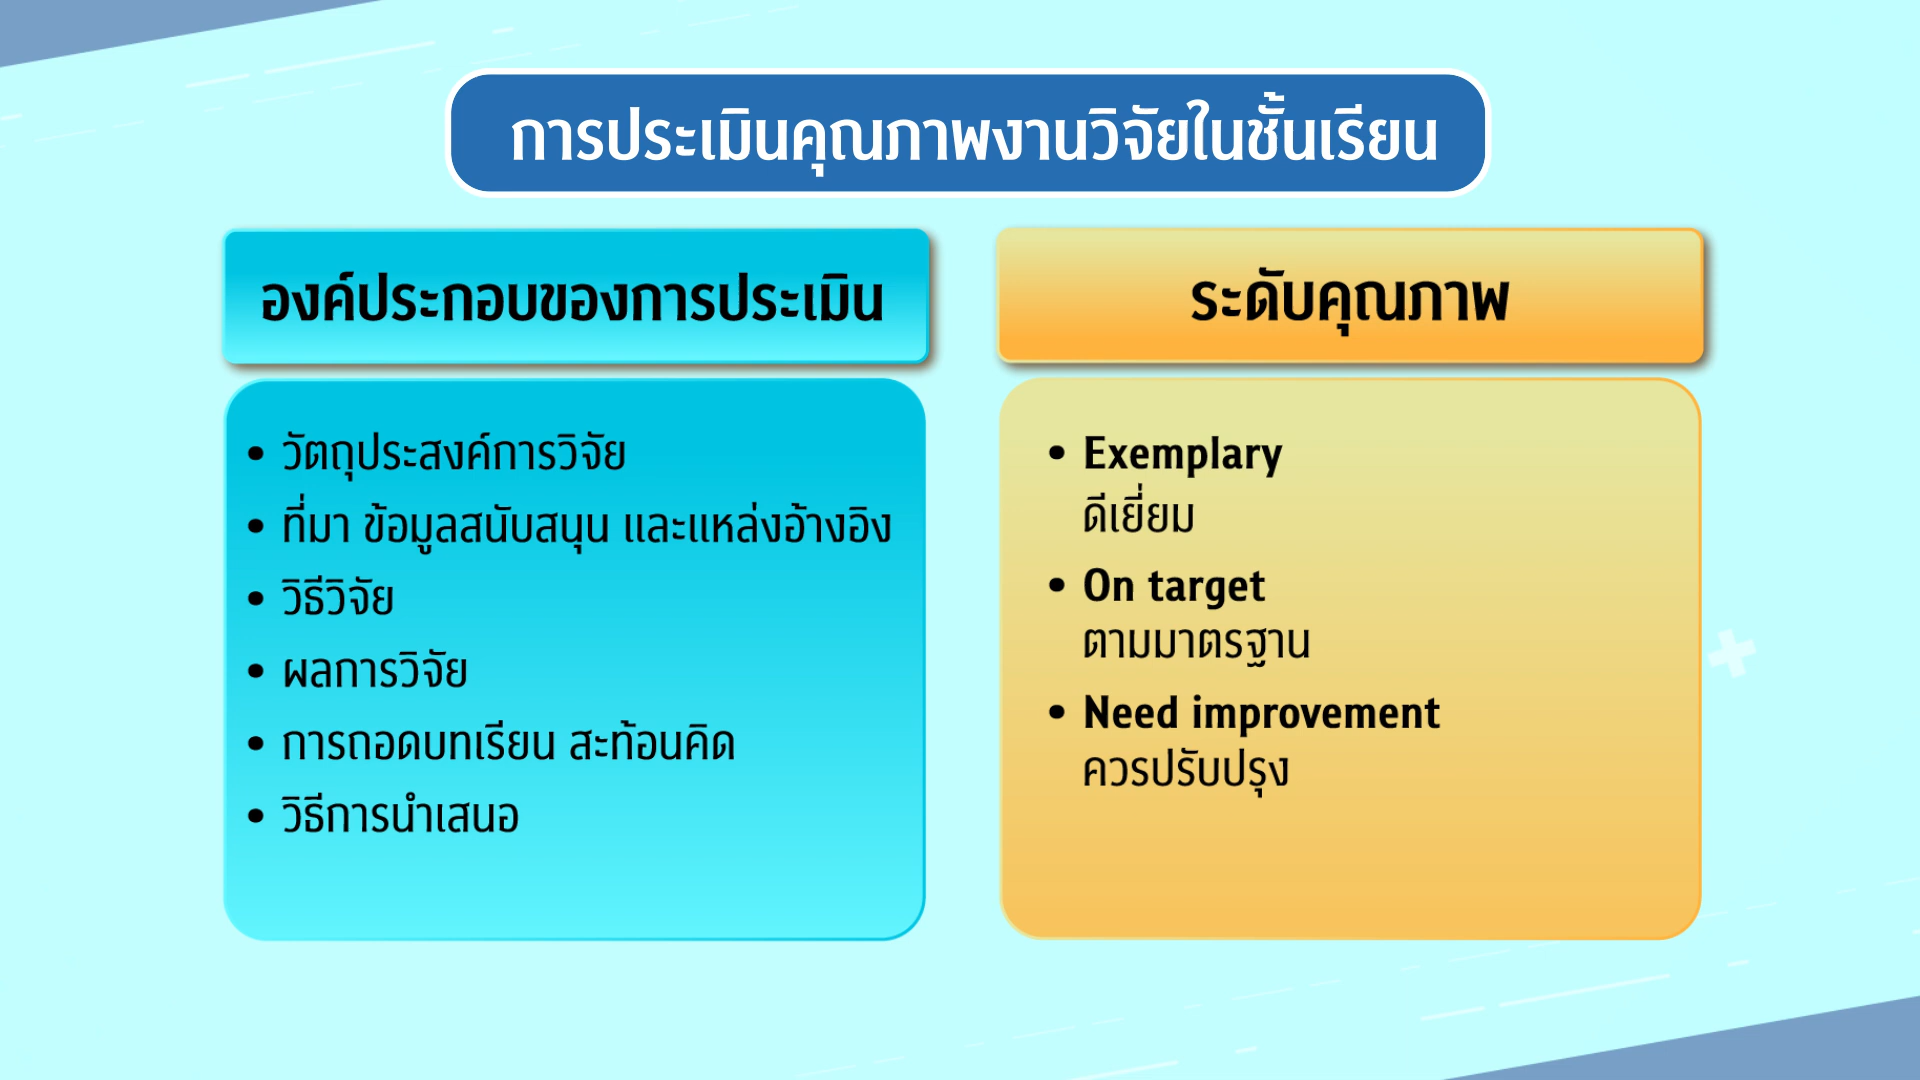 การประเมินคุณภาพงานวิจัยในชั้นเรียน
องค์ประกอบของการประเมิน
• วัตถุประสงค์การวิจัย
• ที่มา ข้อมูลสนับสนุน และแหล่งอ้างอิง
• วิธีวิจัย
• ผลการวิจัย
• การถอดบทเรียน สะท้อนคิด
• วิธีการนำเสนอ
ระดับคุณภาพ
• Exemplary
ดีเยี่ยม
• On target
ตามมาตรฐาน
• Need improvement
ควรปรับปรุง